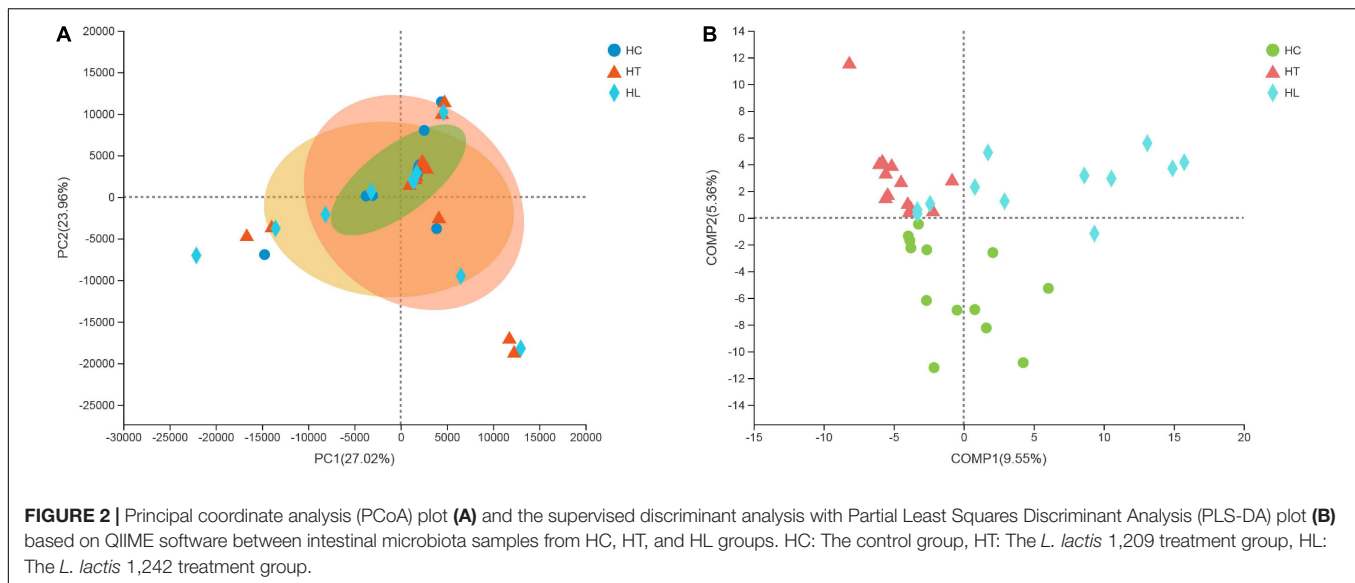 A
B
20000
15000
10000
5000
0
-5000
-10000
-15000
-20000
-25000
PC2(23.96%)
-30000 -25000 -20000 -15000 -10000 -5000 0 5000 10000 15000 20000
PC1(27.02%)
HC
HT
HL
14
12
10
8
6
4
2
0
-2
-4
-6
-8
-10
-12
-14
COMP2(5.36%)
-15 -10 -5 0 5 10 15 20
COMP1(9.55%)
HC
HT
HL
FIGURE 2 | Principal coordinate analysis (PCoA) plot (A) and the supervised discriminant analysis with Partial Least Squares Discriminant Analysis (PLS-DA) plot (B)
based on QIIME software between intestinal microbiota samples from HC, HT, and HL groups. HC: The control group, HT: The L. lactis 1,209 treatment group, HL:
The L. lactis 1,242 treatment group.